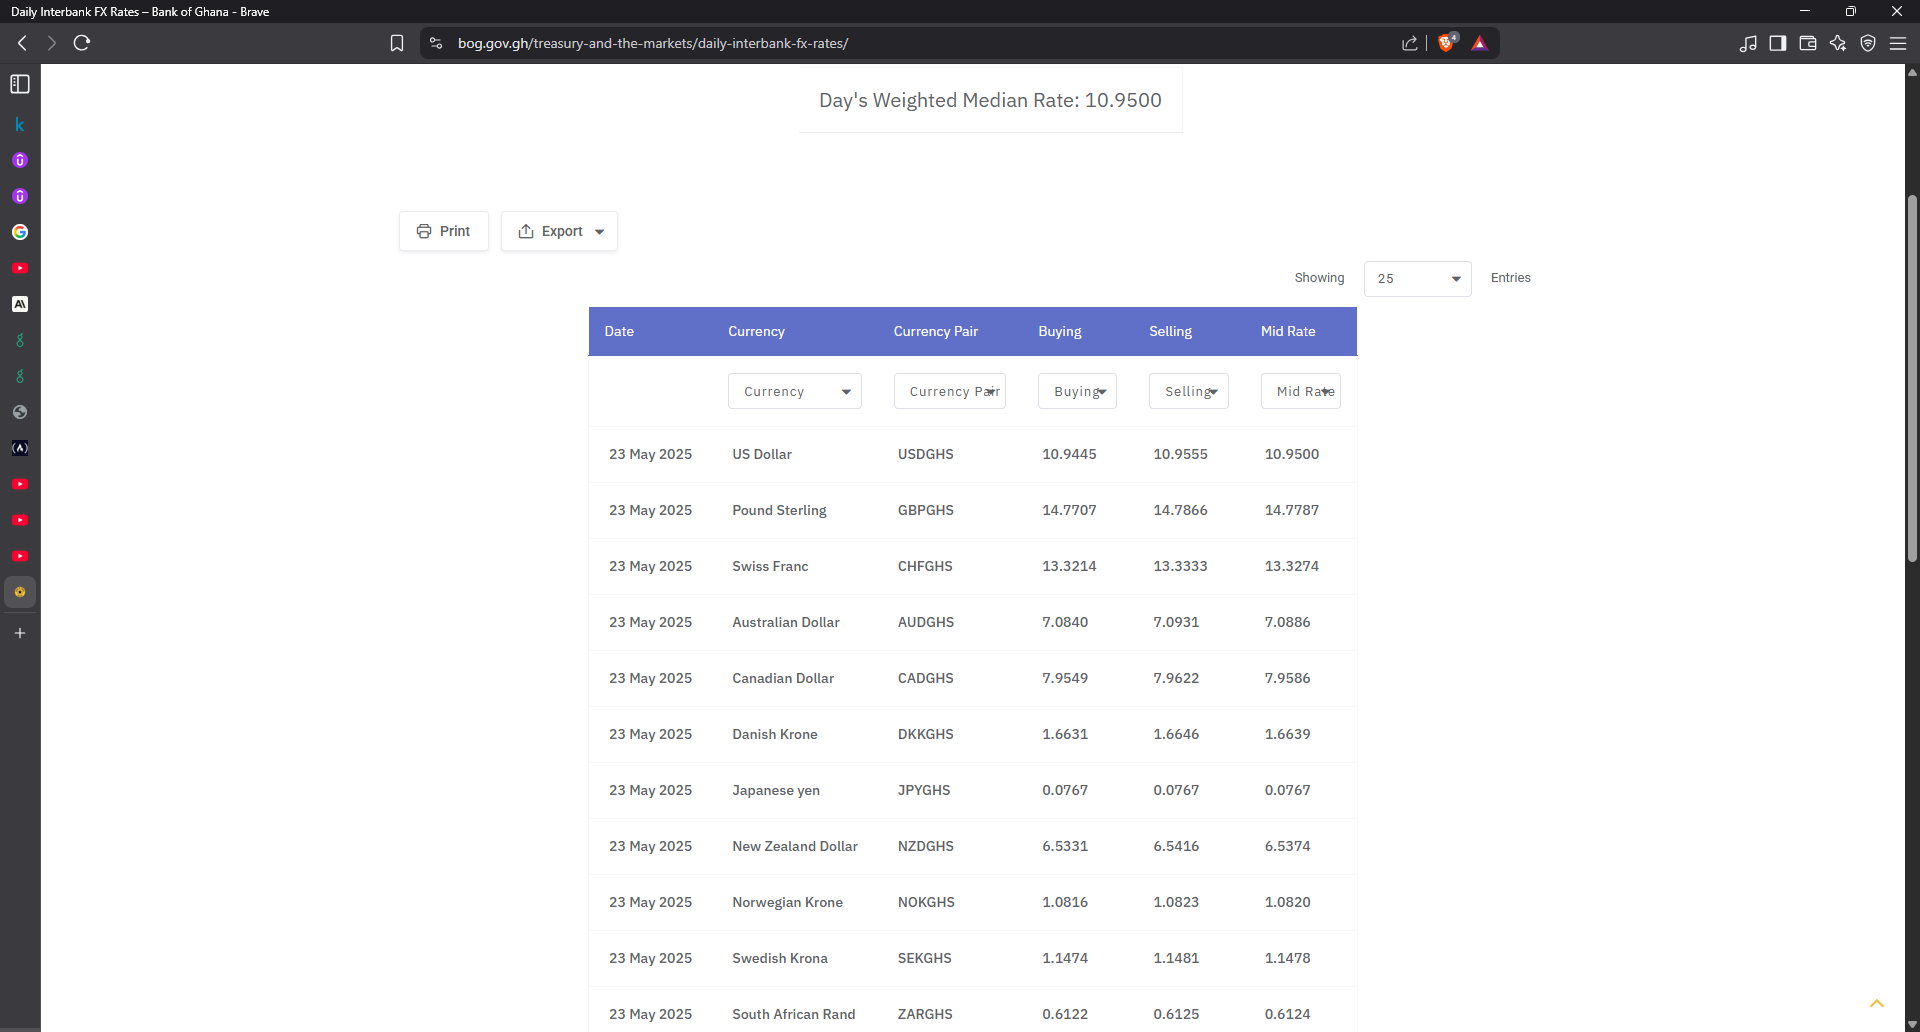 Daily Interbank FX Rates – Bank of Ghana - Brave
bog.gov.gh/treasury-and-the-markets/daily-interbank-fx-rates/
4
Day's Weighted Median Rate: 10.9500
Print Export
Showing 25 Entries
Date Currency Currency Pair Buying Selling Mid Rate
Currency Currency Pair Buying Selling Mid Rate
23 May 2025 US Dollar USDGHS 10.9445 10.9555 10.9500
23 May 2025 Pound Sterling GBPGHS 14.7707 14.7866 14.7787
23 May 2025 Swiss Franc CHFGHS 13.3214 13.3333 13.3274
23 May 2025 Australian Dollar AUDGHS 7.0840 7.0931 7.0886
23 May 2025 Canadian Dollar CADGHS 7.9549 7.9622 7.9586
23 May 2025 Danish Krone DKKGHS 1.6631 1.6646 1.6639
23 May 2025 Japanese yen JPYGHS 0.0767 0.0767 0.0767
23 May 2025 New Zealand Dollar NZDGHS 6.5331 6.5416 6.5374
23 May 2025 Norwegian Krone NOKGHS 1.0816 1.0823 1.0820
23 May 2025 Swedish Krona SEKGHS 1.1474 1.1481 1.1478
23 May 2025 South African Rand ZARGHS 0.6122 0.6125 0.6124